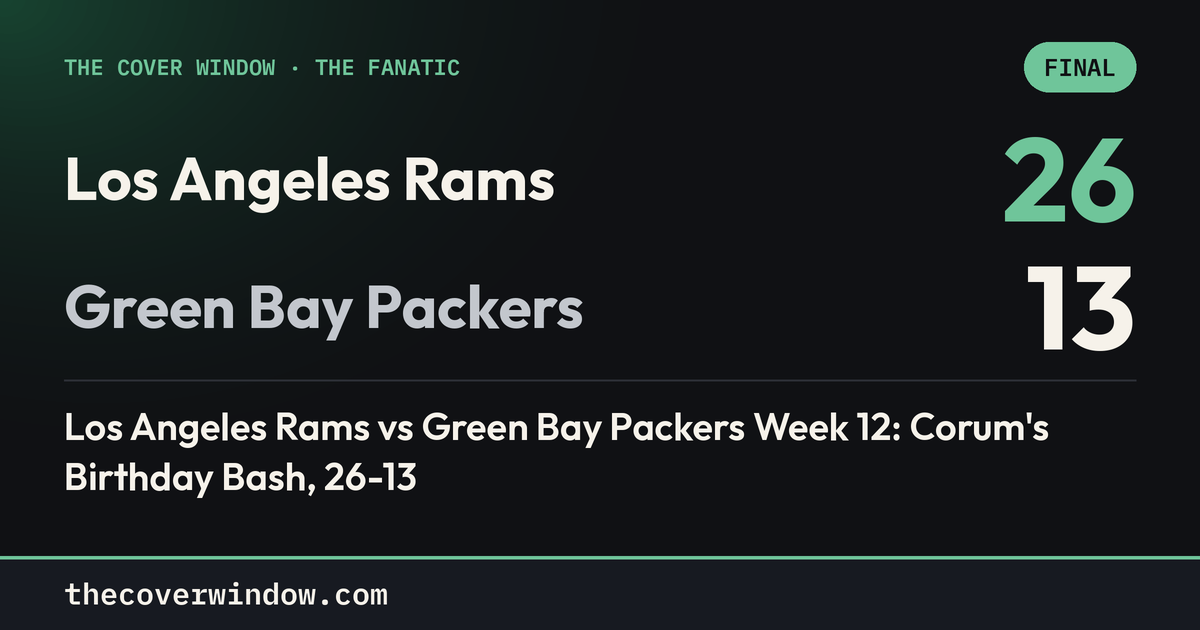 THE COVER WINDOW · THE FANATIC
FINAL
Los Angeles Rams
26
Green Bay Packers
13
Los Angeles Rams vs Green Bay Packers Week 12: Corum's
Birthday Bash, 26-13
thecoverwindow.com